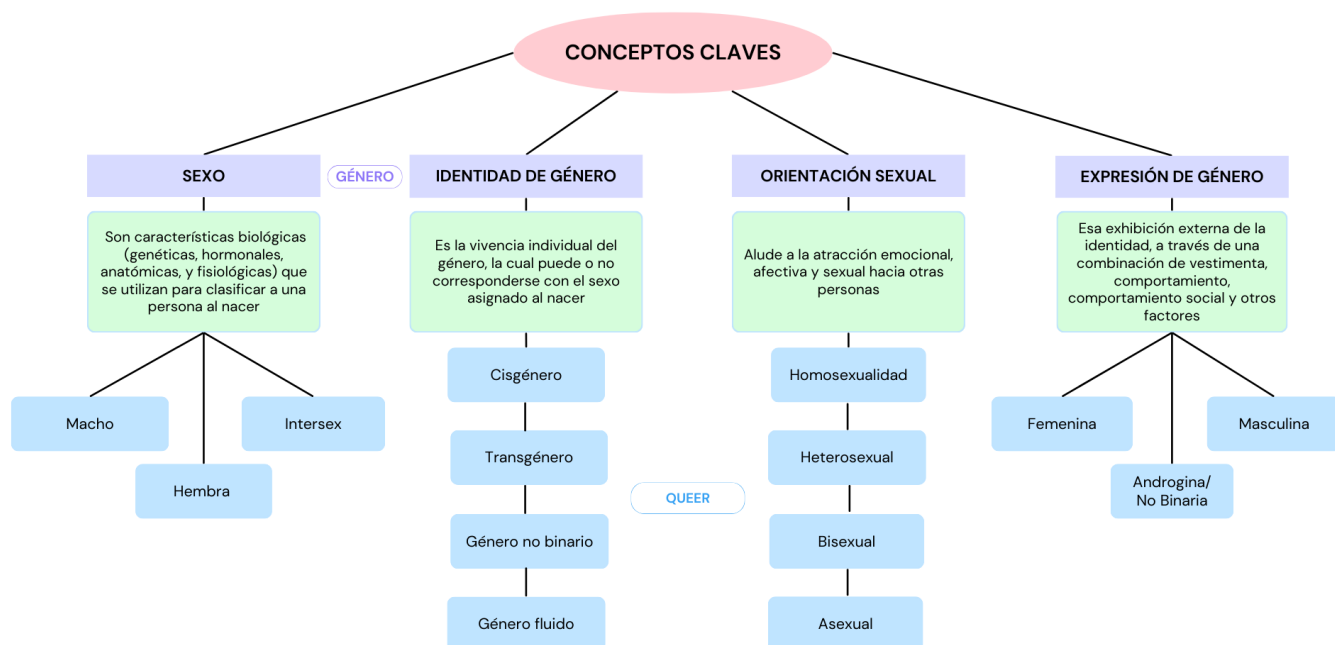 CONCEPTOS CLAVES
SEXO
GÉNERO
IDENTIDAD DE GÉNERO
ORIENTACIÓN SEXUAL
EXPRESIÓN DE GÉNERO
Son características biológicas
(genéticas, hormonales,
anatómicas, y fisiológicas) que
se utilizan para clasificar a una
persona al nacer
Es la vivencia individual del
género, la cual puede o no
corresponderse con el sexo
asignado al nacer
Alude a la atracción emocional,
afectiva y sexual hacia otras
personas
Esa exhibición externa de la
identidad, a través de una
combinación de vestimenta,
comportamiento,
comportamiento social y otros
factores
Macho
Hembra
Intersex
Cisgénero
Transgénero
Género no binario
Género fluido
QUEER
Homosexualidad
Heterosexual
Bisexual
Asexual
Femenina
Androgina/
No Binaria
Masculina